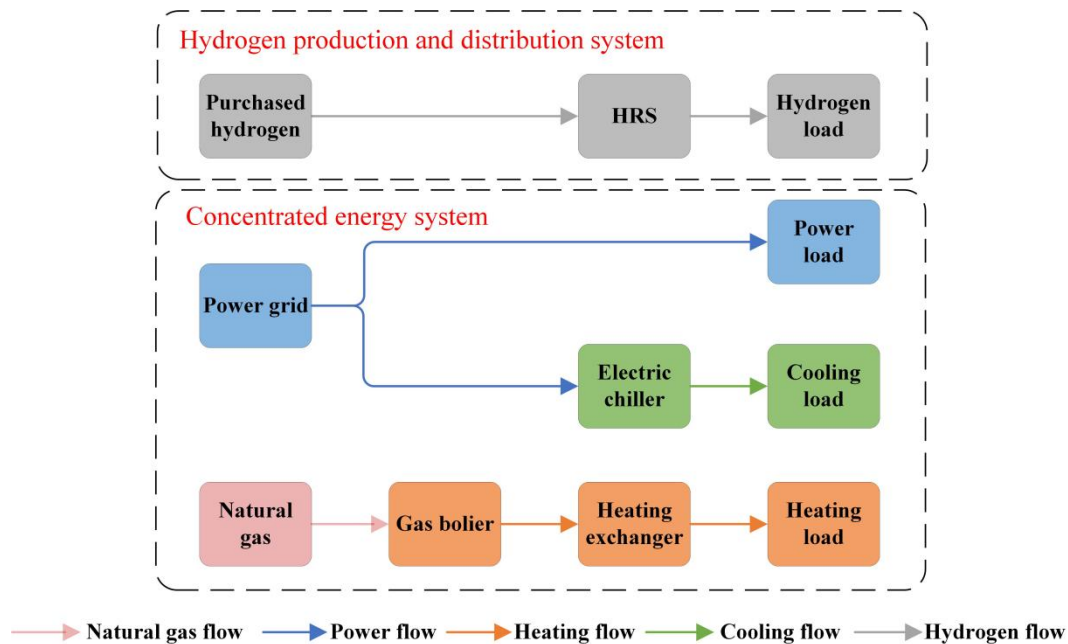 Hydrogen production and distribution system
Purchased
hydrogen
HRS
Hydrogen
load
Concentrated energy system
Power
load
Power grid
Electric
chiller
Cooling
load
Natural
gas
Gas bolier
Heating
exchanger
Heating
load
Natural gas flow
Power flow
Heating flow
Cooling flow
Hydrogen flow